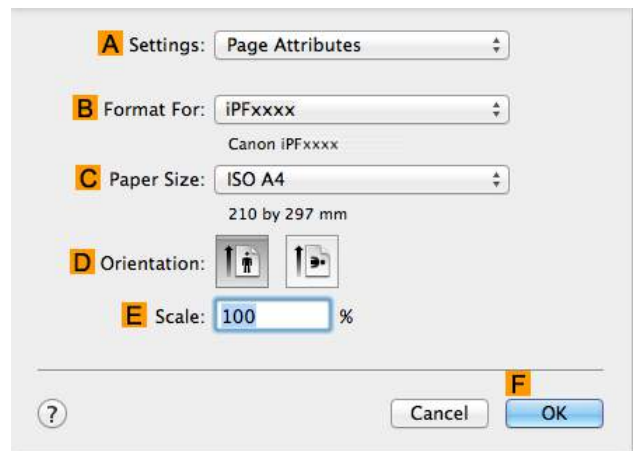 A Settings: Page Attributes
B Format For: iPFxxxx
Canon iPFxxxx
C Paper Size: ISO A4
210 by 297 mm
D Orientation:
E Scale: 100 %
F
? Cancel OK